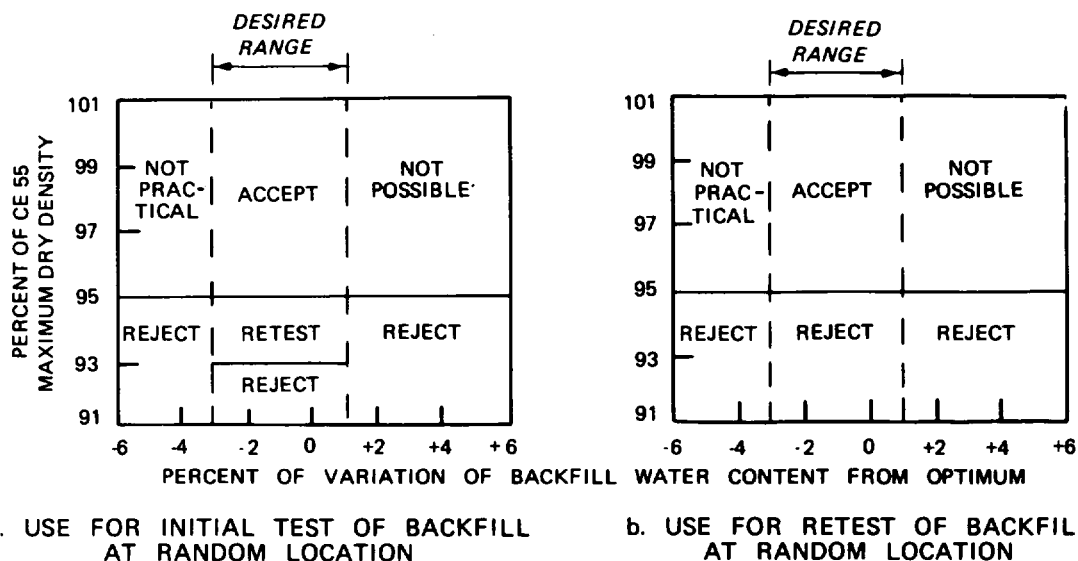 DESIRED
RANGE
PERCENT OF CE 55
MAXIMUM DRY DENSITY
101
99
97
95
93
91
NOT
PRAC-
TICAL
ACCEPT
NOT
POSSIBLE
REJECT
RETEST
REJECT
REJECT
-6 -4 -2 0 +2 +4 +6
DESIRED
RANGE
101
99
97
95
93
91
NOT
PRAC-
TICAL
ACCEPT
NOT
POSSIBLE
REJECT
REJECT
REJECT
-6 -4 -2 0 +2 +4 +6
PERCENT OF VARIATION OF BACKFILL WATER CONTENT FROM OPTIMUM
. USE FOR INITIAL TEST OF BACKFILL
AT RANDOM LOCATION
b. USE FOR RETEST OF BACKFIL
AT RANDOM LOCATION